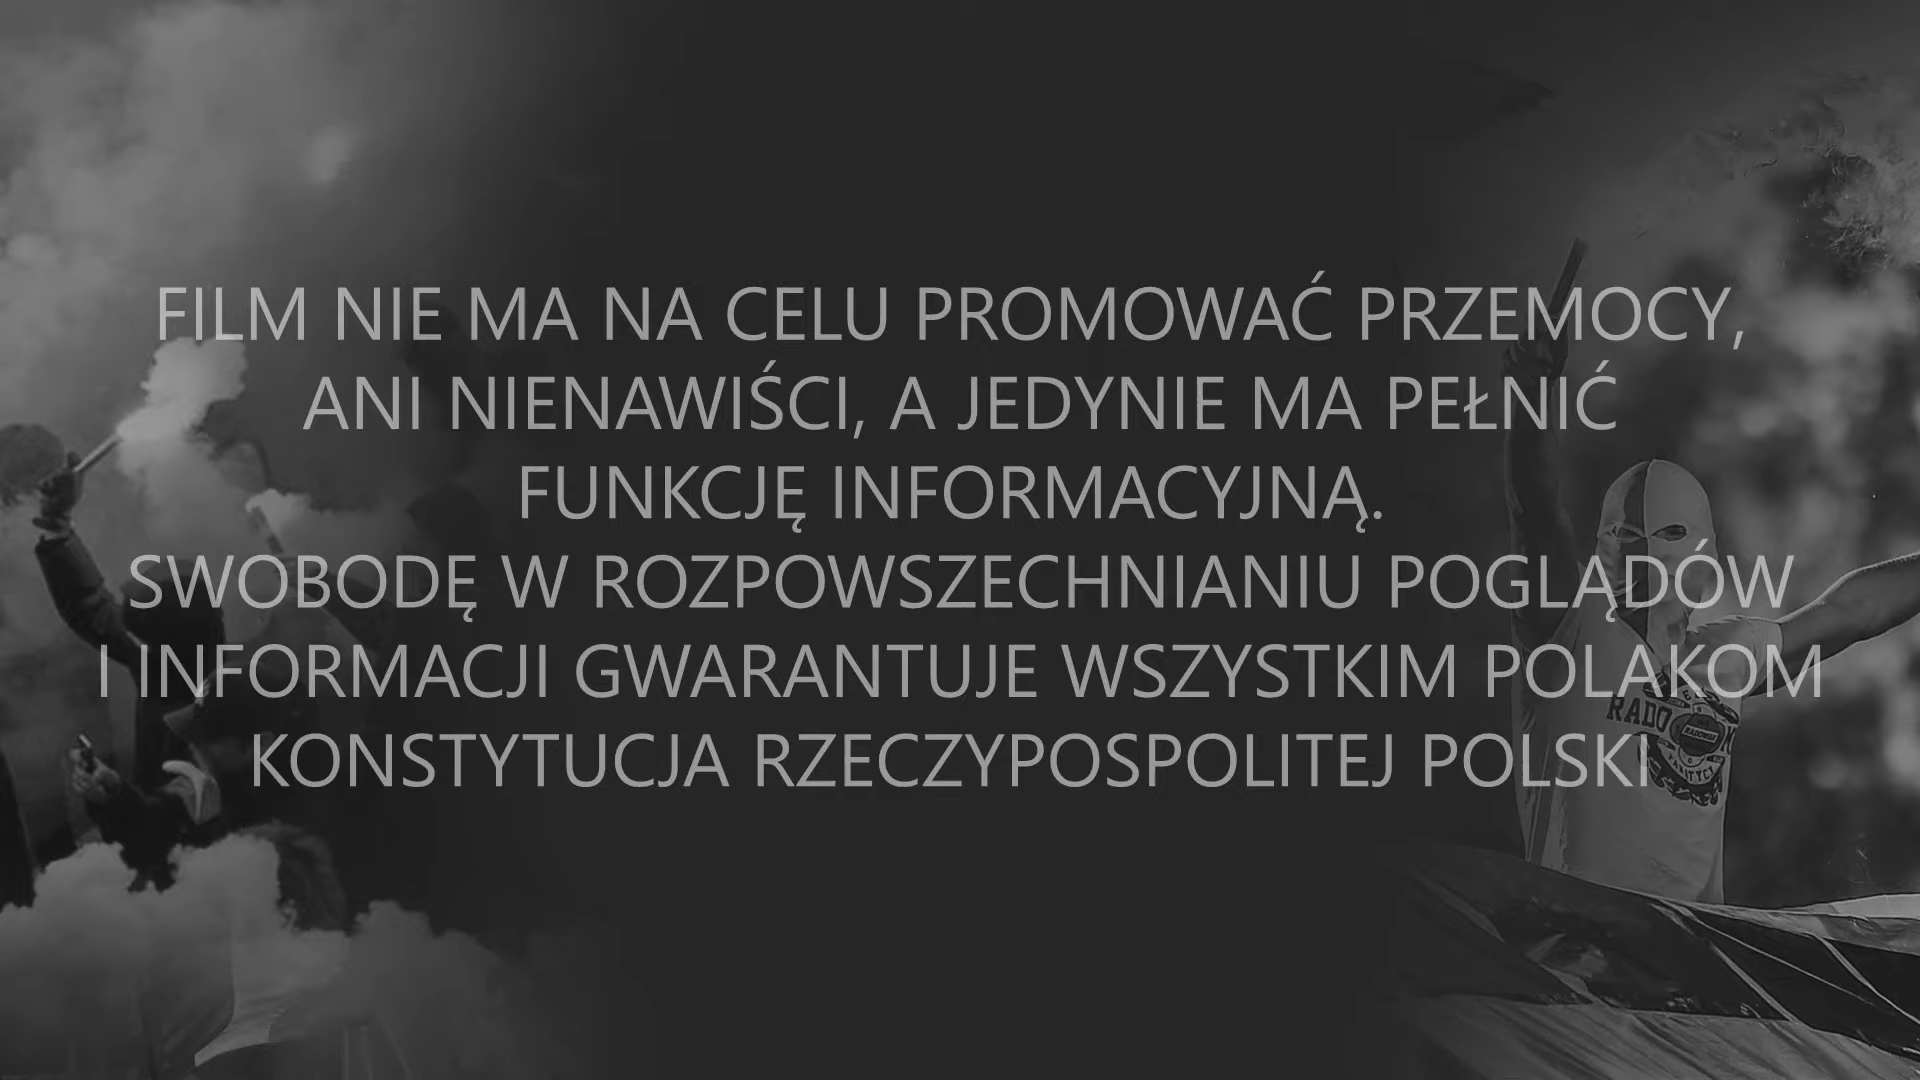 FILM NIE MA NA CELU PROMOWAĆ PRZEMOCY,
ANI NIENAWIŚCI, A JEDYNIE MA PEŁNIĆ
FUNKCJĘ INFORMACYJNĄ.
SWOBODĘ W ROZPOWSZECHNIANIU POGLĄDÓW
I INFORMACJI GWARANTUJE WSZYSTKIM POLAKOM
KONSTYTUCJA RZECZYPOSPOLITEJ POLSKI